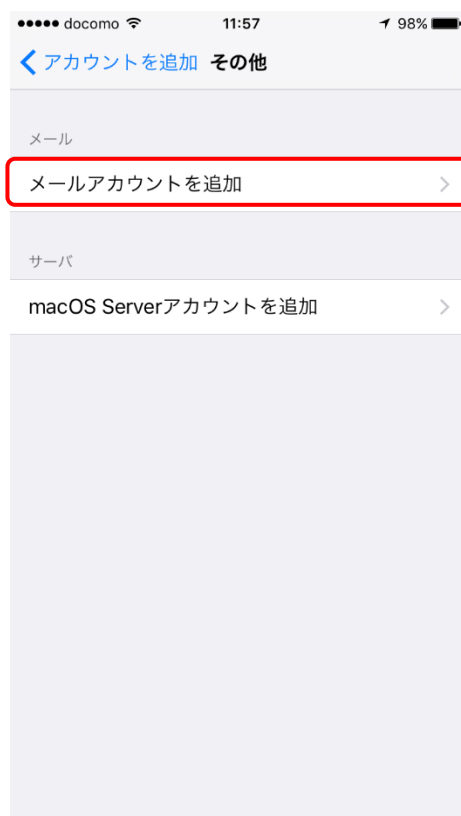 docomo 11:57 98%
アカウントを追加 その他
メール
メールアカウントを追加
サーバ
macOS Serverアカウントを追加